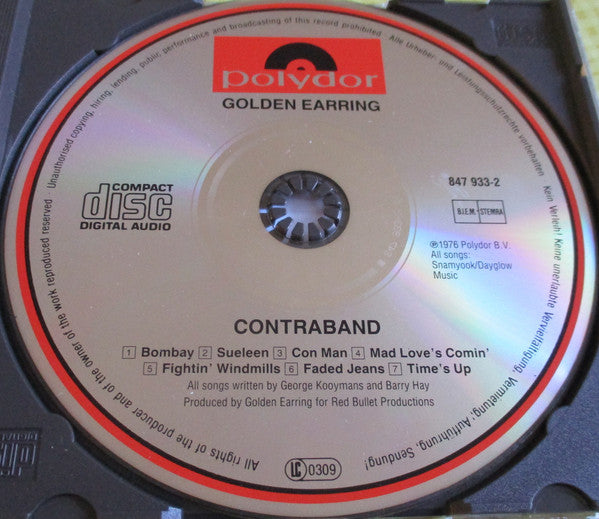 polydor
GOLDEN EARRING
COMPACT
disc
DIGITAL AUDIO
847 933-2
B.I.E.M. STEMRA
℗1976 Polydor B.V.
All songs:
Snamyook/Dayglow
Music
CONTRABAND
1 Bombay 2 Sueleen 3 Con Man 4 Mad Love's Comin'
5 Fightin' Windmills 6 Faded Jeans 7 Time's Up
All songs written by George Kooymans and Barry Hay
Produced by Golden Earring for Red Bullet Productions
LC 0309
All rights of the producer and of the owner of the work reproduced reserved · Unauthorised copying, hiring, lending, public performance and broadcasting of this record prohibited · Alle Urheber- und Leistungsschutzrechte vorbehalten · Kein Verleih! Keine unerlaubte Vervielfältigung, Vermietung, Aufführung, Sendung!